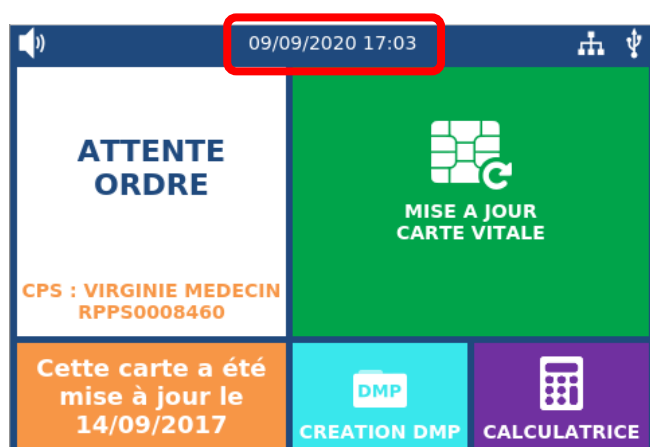 09/09/2020 17:03
ATTENTE
ORDRE
CPS : VIRGINIE MEDECIN
RPPS0008460
MISE A JOUR
CARTE VITALE
Cette carte a été
mise à jour le
14/09/2017
DMP
CREATION DMP
CALCULATRICE